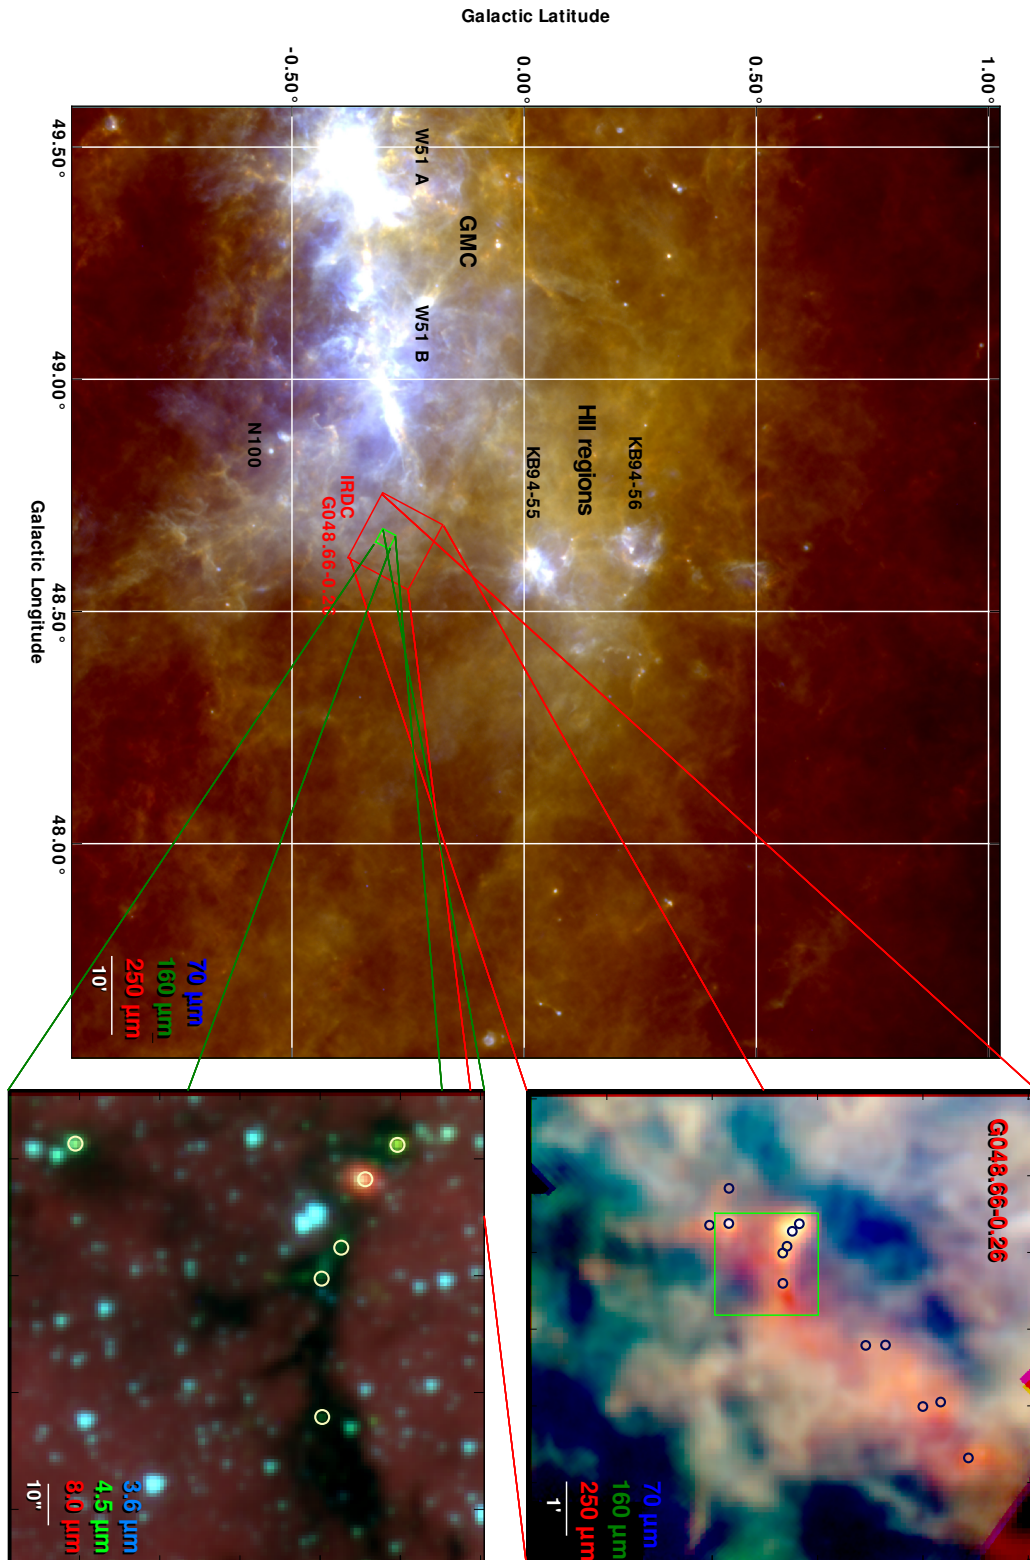 Galactic Latitude
1.00°
0.50°
0.00°
-0.50°
49.50°
49.00°
48.50°
48.00°
Galactic Longitude
W51 A
GMC
W51 B
N100
HII regions
KB94-56
KB94-55
IRDC
G048.66-0.2
70 µm
160 µm
250 µm
10'
G048.66-0.26
70 µm
160 µm
250 µm
1'
3.6 µm
4.5 µm
8.0 µm
10"